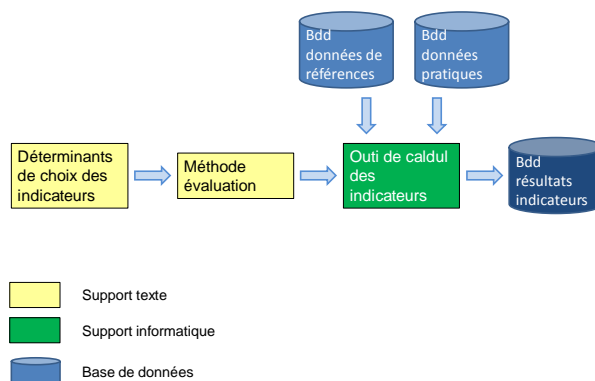 Bdd
données de
références
Bdd
données
pratiques
Déterminants
de choix des
indicateurs
Méthode
évaluation
Outi de caldul
des
indicateurs
Bdd
résultats
indicateurs
Support texte
Support informatique
Base de données